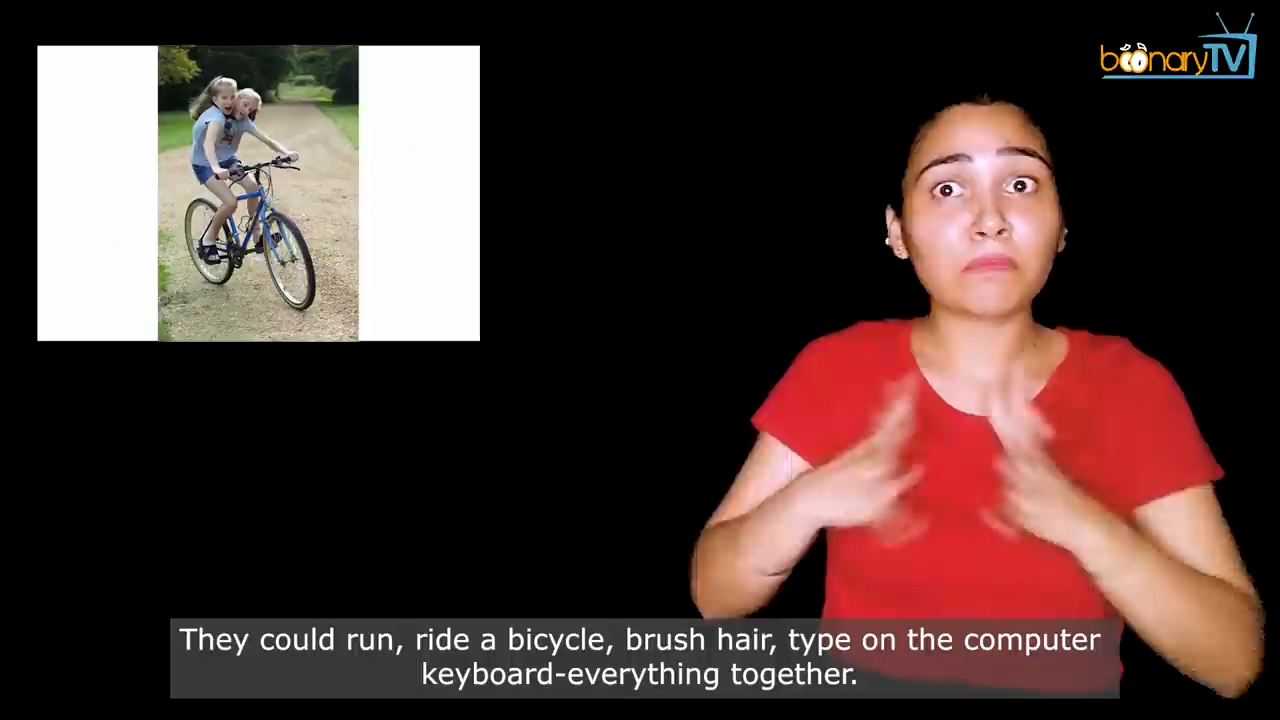 boonaryTV
They could run, ride a bicycle, brush hair, type on the computer
keyboard-everything together.